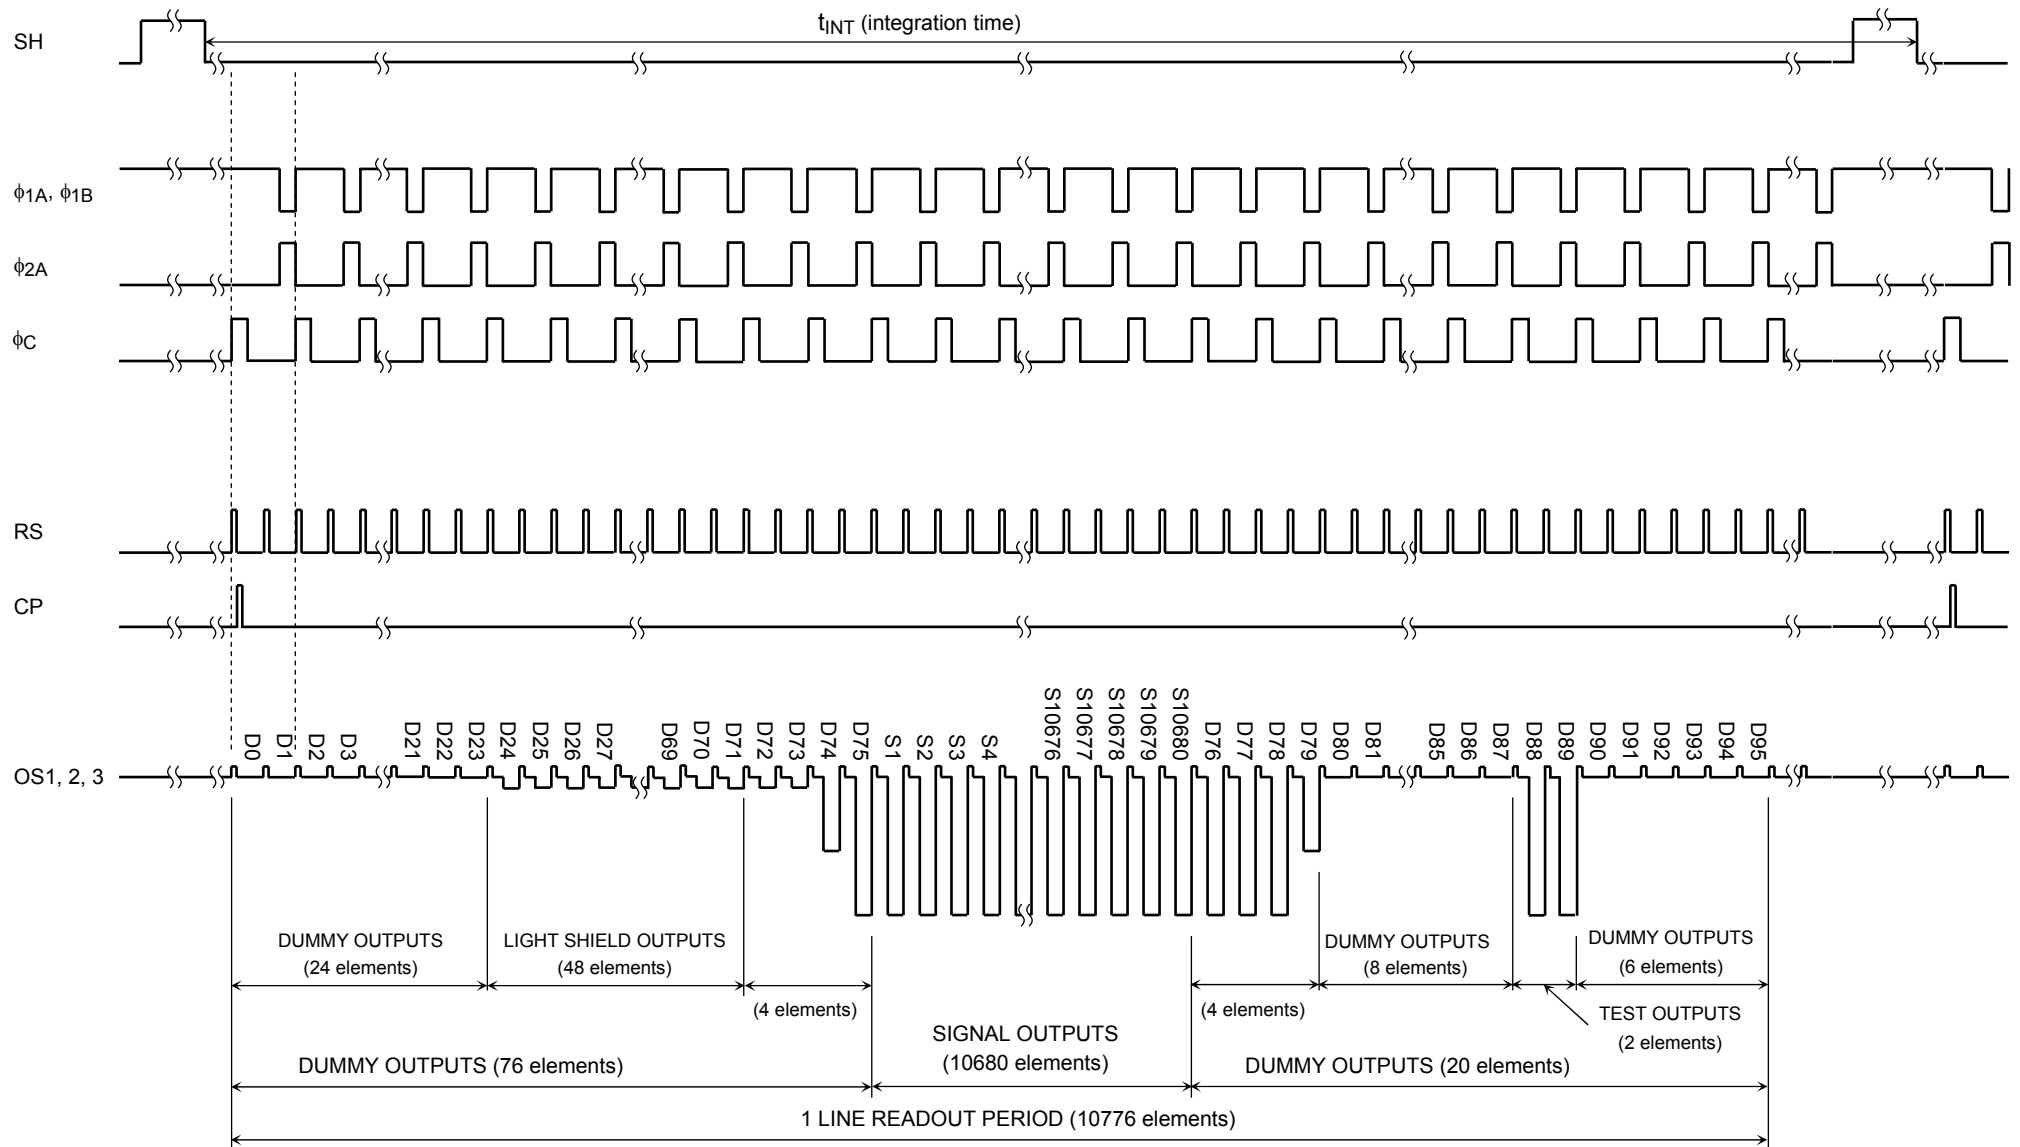 SH
tINT (integration time)
ϕ1A, ϕ1B
ϕ2A
ϕC
RS
CP
OS1, 2, 3
D0
D1
D2
D3
D21
D22
D23
D24
D25
D26
D27
D69
D70
D71
D72
D73
D74
D75
S1
S2
S3
S4
S10676
S10677
S10678
S10679
S10680
D76
D77
D78
D79
D80
D81
D85
D86
D87
D88
D89
D90
D91
D92
D93
D94
D95
DUMMY OUTPUTS
(24 elements)
LIGHT SHIELD OUTPUTS
(48 elements)
(4 elements)
SIGNAL OUTPUTS
(10680 elements)
(4 elements)
DUMMY OUTPUTS
(8 elements)
DUMMY OUTPUTS
(6 elements)
TEST OUTPUTS
(2 elements)
DUMMY OUTPUTS (76 elements)
DUMMY OUTPUTS (20 elements)
1 LINE READOUT PERIOD (10776 elements)